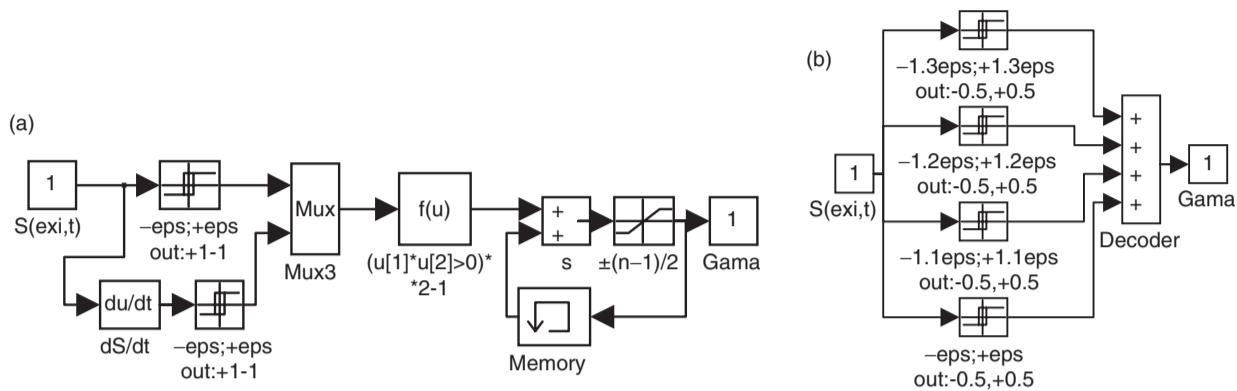 (a)
1
S(exi,t)
−eps;+eps
out:+1-1
du/dt
dS/dt
−eps;+eps
out:+1-1
Mux
Mux3
f(u)
(u[1]*u[2]>0)*
*2-1
+
+
s
±(n−1)/2
1
Gama
Memory
(b)
1
S(exi,t)
−1.3eps;+1.3eps
out:-0.5,+0.5
−1.2eps;+1.2eps
out:-0.5,+0.5
−1.1eps;+1.1eps
out:-0.5,+0.5
−eps;+eps
out:-0.5,+0.5
+
+
+
+
Decoder
1
Gama